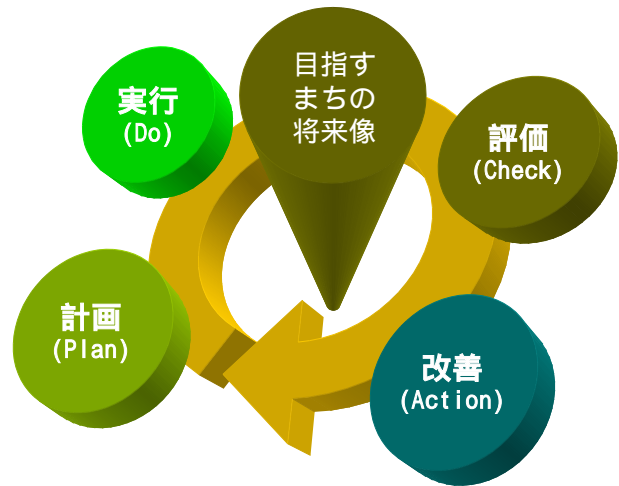 目指す
まちの
将来像
実行
(Do)
評価
(Check)
計画
(Plan)
改善
(Action)